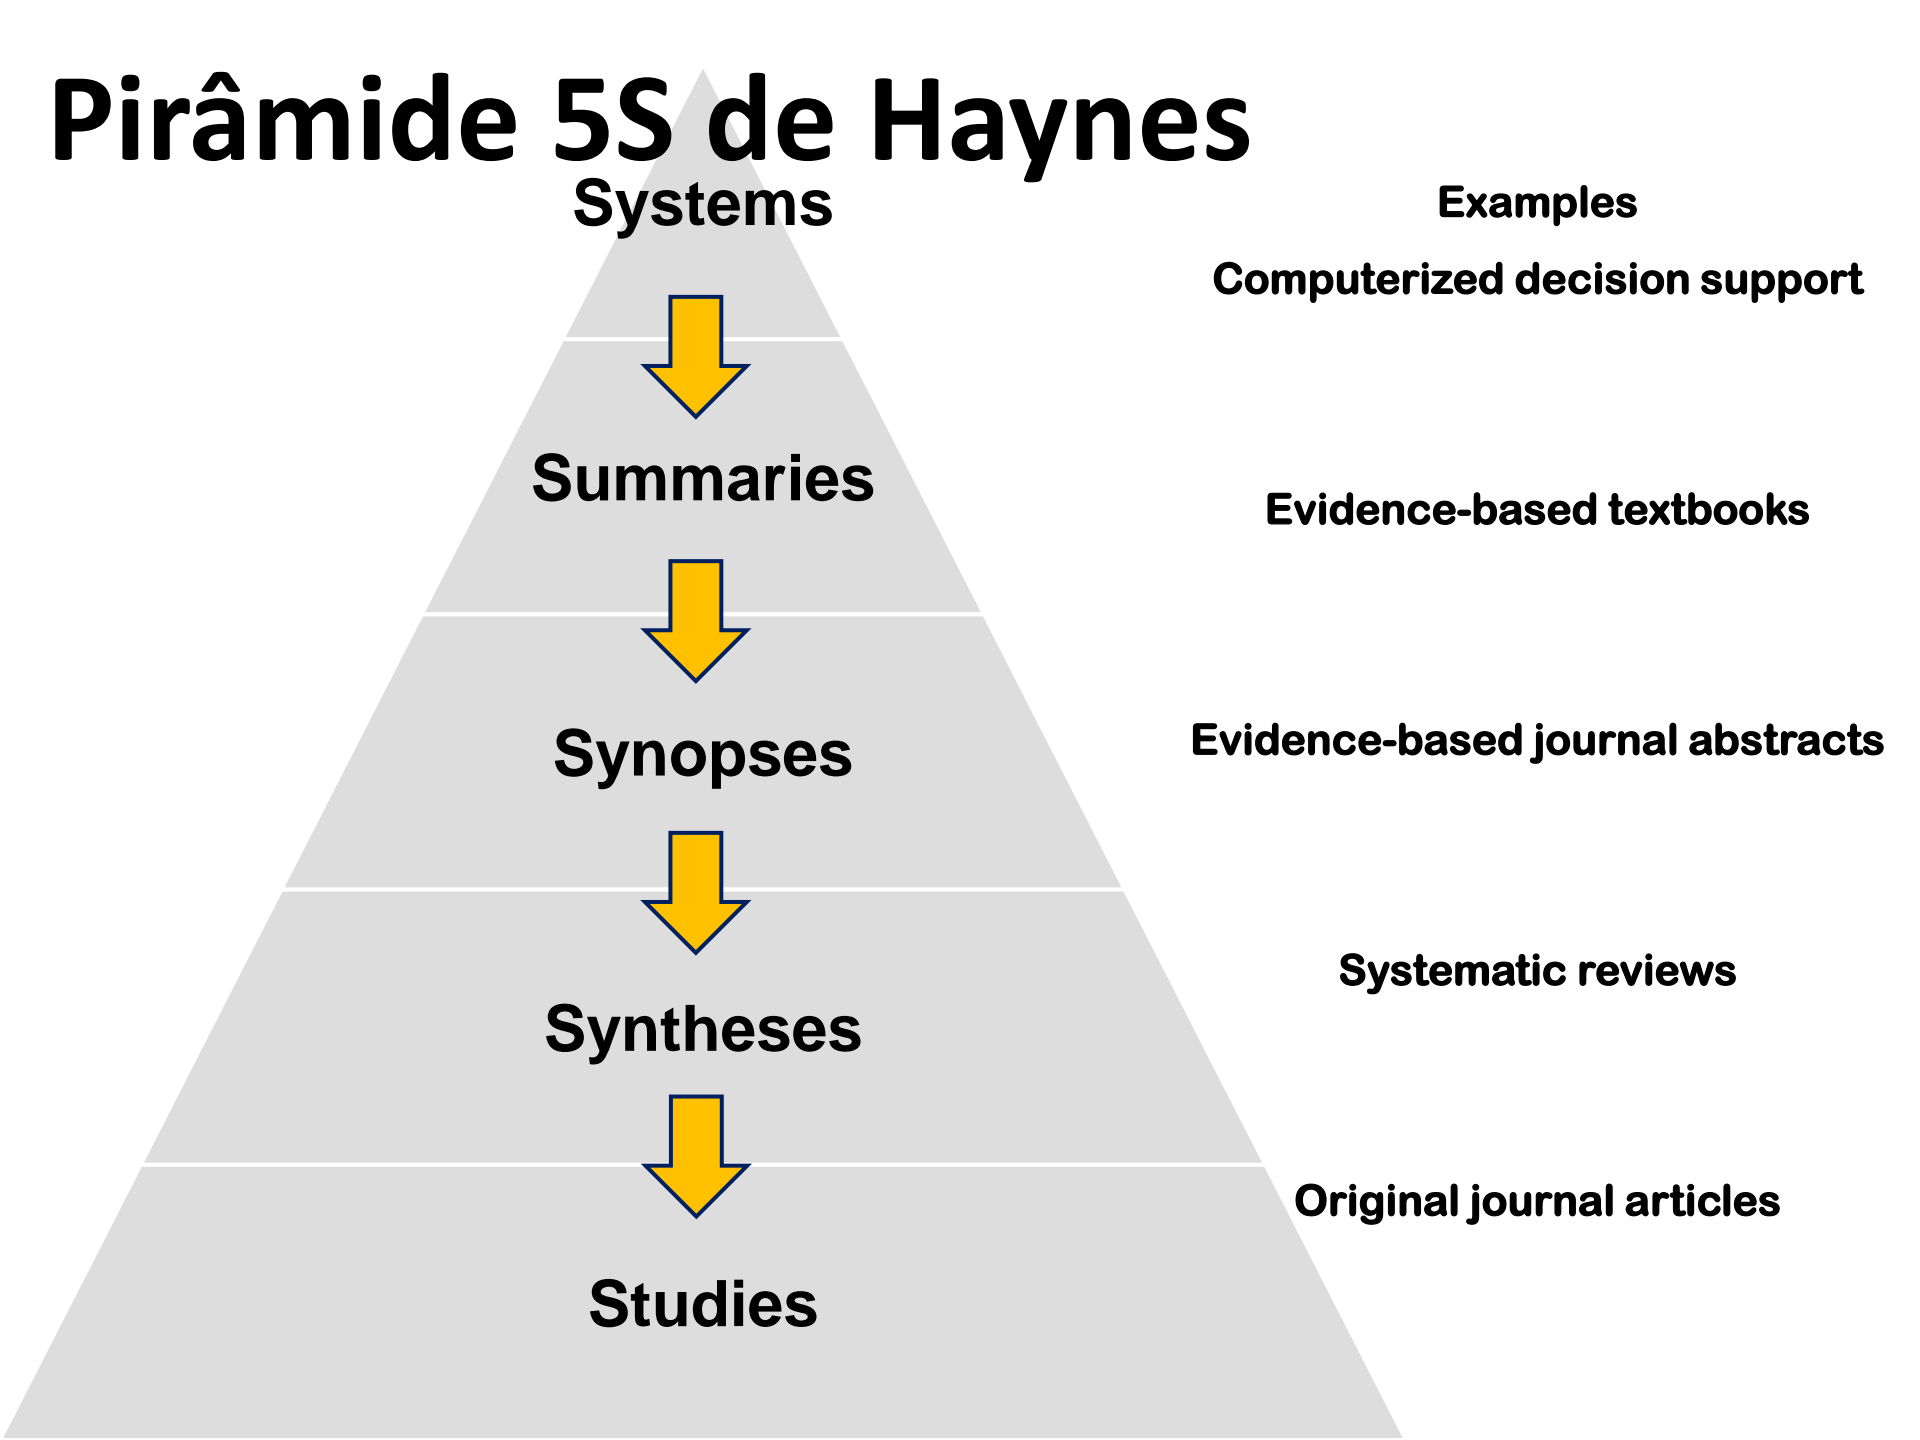 Pirâmide 5S de Haynes
Systems
Examples
Computerized decision support
Summaries
Evidence-based textbooks
Synopses
Evidence-based journal abstracts
Systematic reviews
Syntheses
Original journal articles
Studies